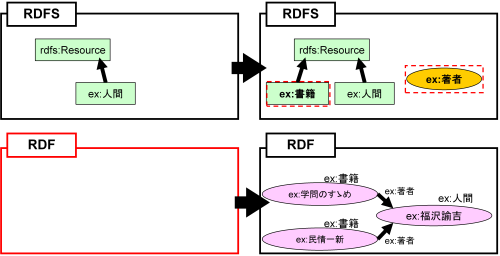 RDFS
rdfs:Resource
ex:人間
RDFS
rdfs:Resource
ex:書籍
ex:人間
ex:著者
RDF
RDF
ex:書籍
ex:学問のすゝめ
ex:著者
ex:人間
ex:福沢諭吉
ex:書籍
ex:民情一新
ex:著者